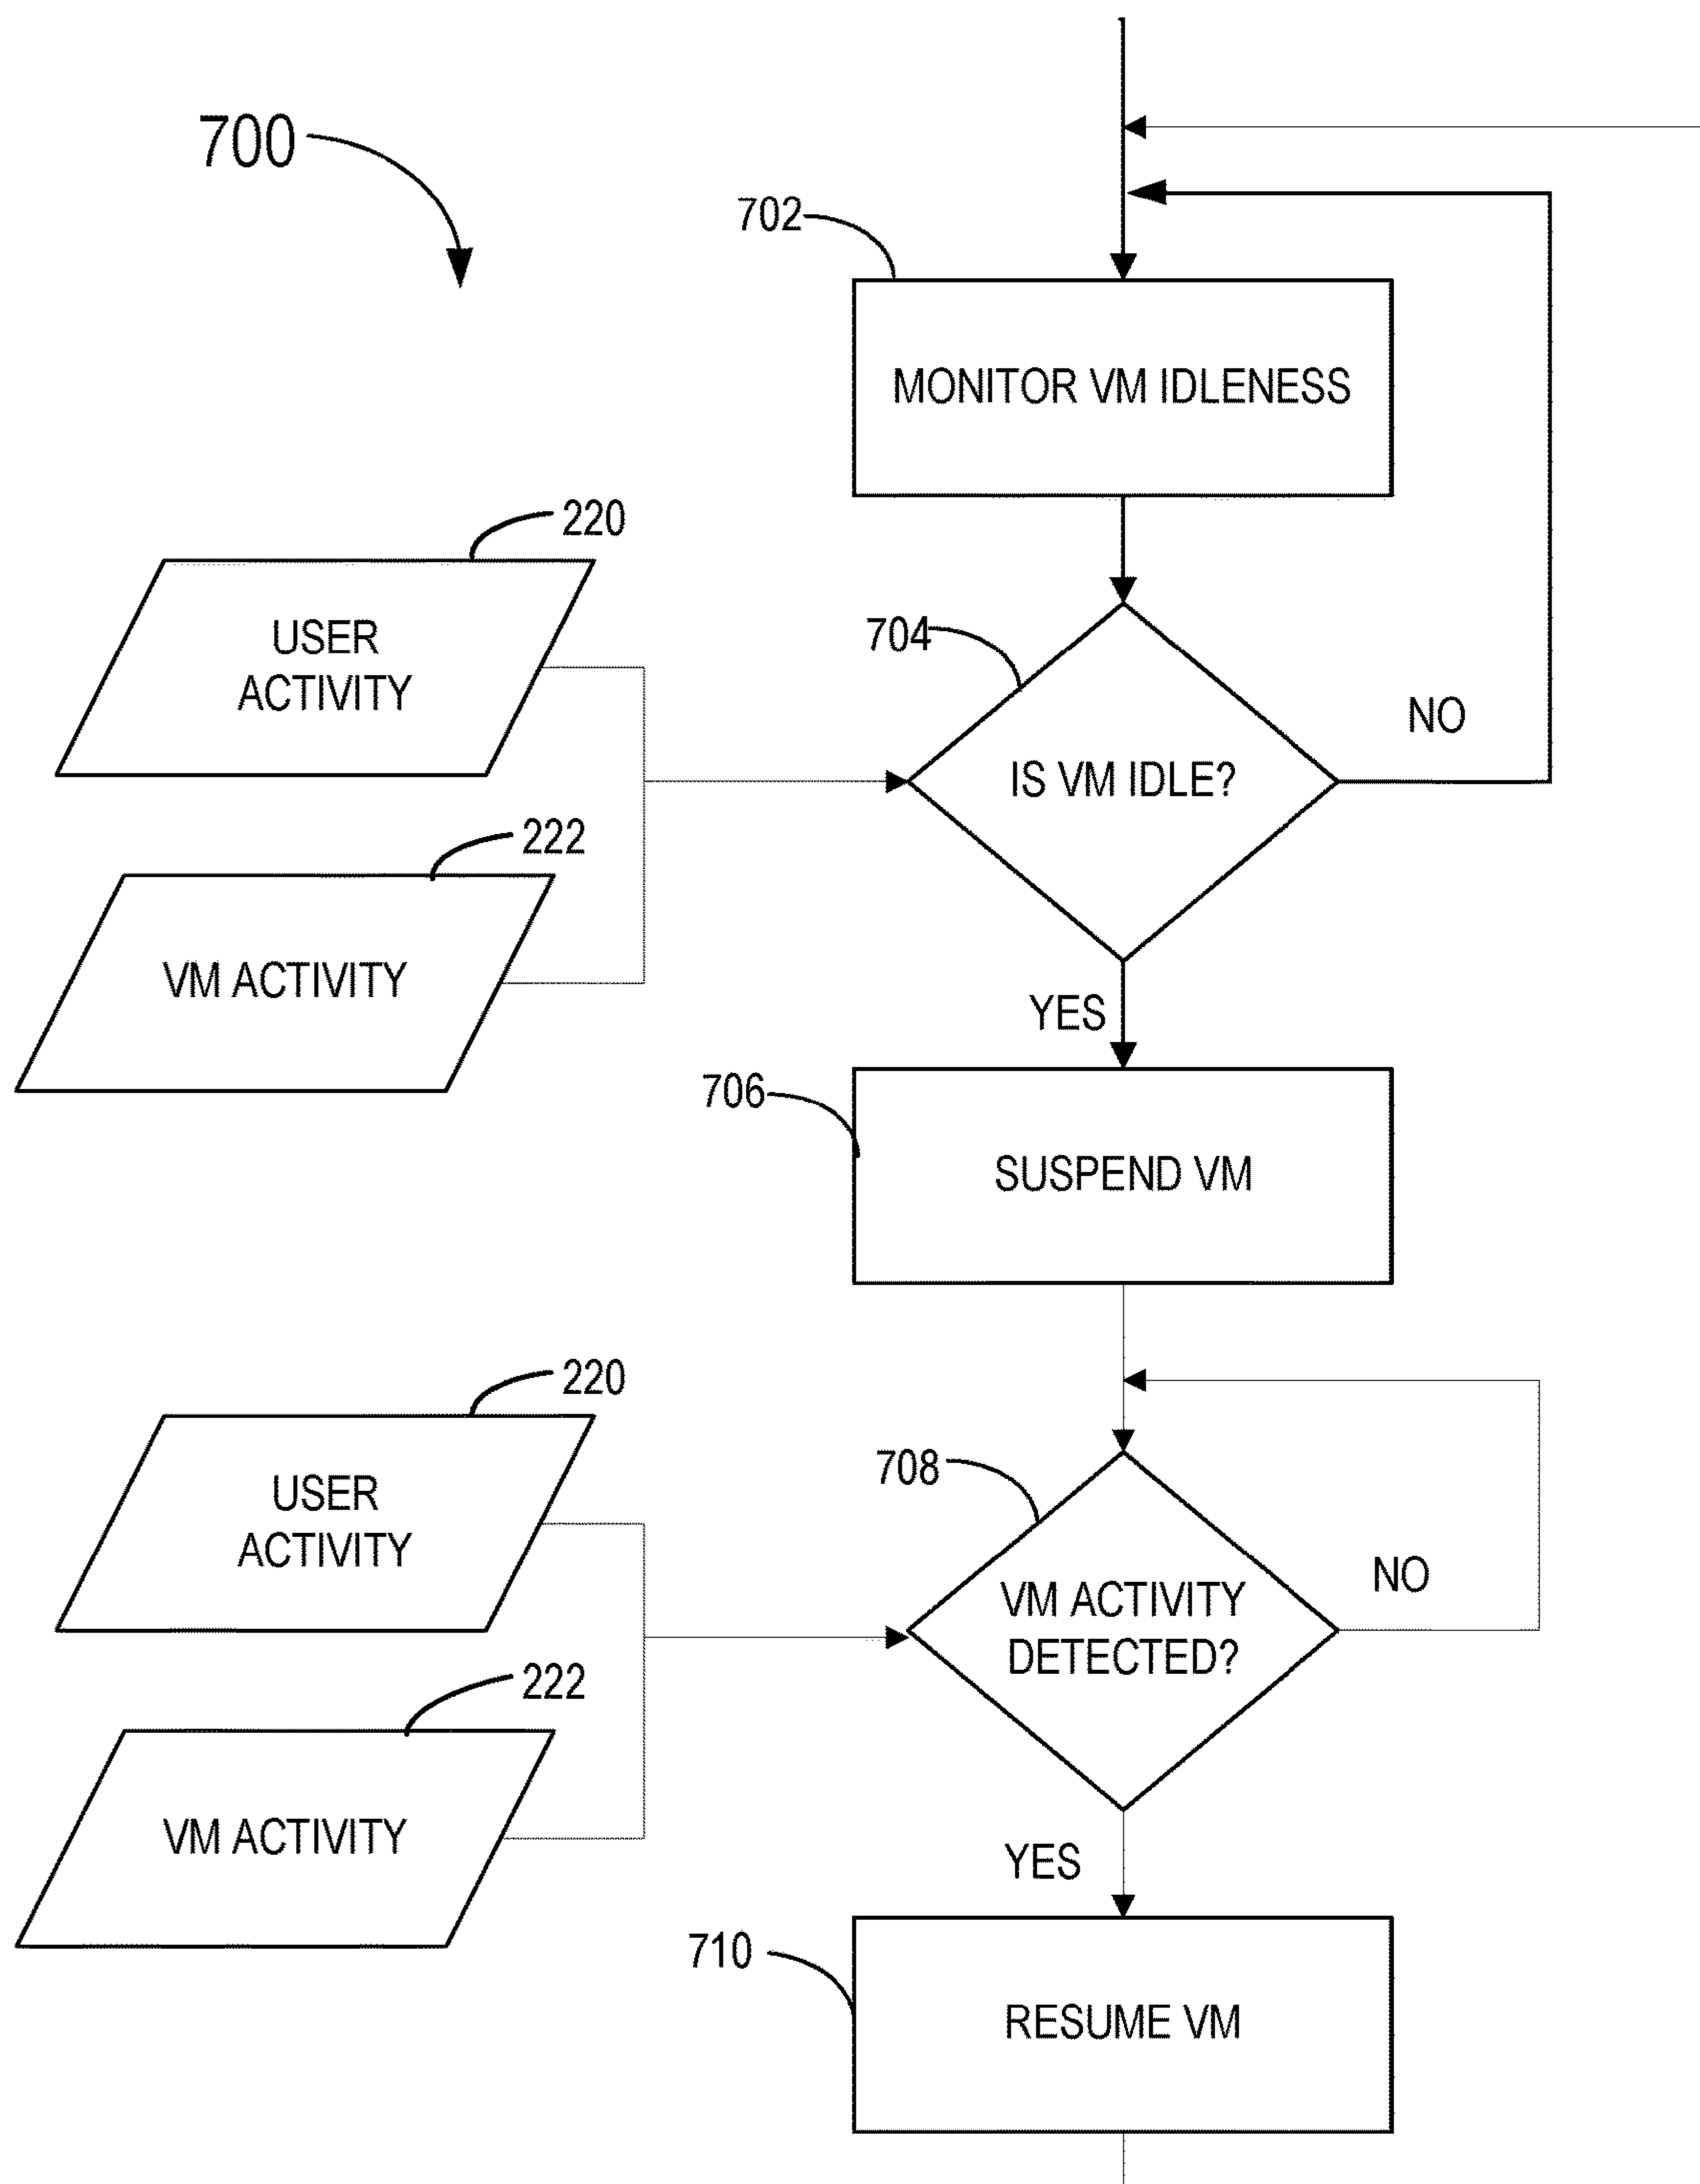 700
702
MONITOR VM IDLENESS
220
USER
ACTIVITY
704
NO
IS VM IDLE?
222
VM ACTIVITY
YES
706
SUSPEND VM
220
USER
ACTIVITY
708
NO
VM ACTIVITY
DETECTED?
222
VM ACTIVITY
YES
710
RESUME VM